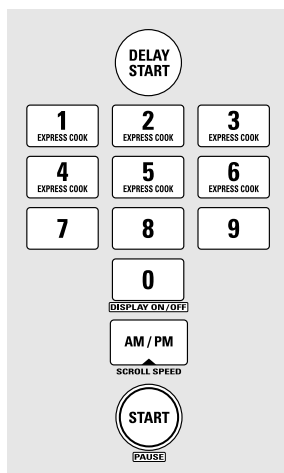 DELAY
START
1 2 3
EXPRESS COOK EXPRESS COOK EXPRESS COOK
4 5 6
EXPRESS COOK EXPRESS COOK EXPRESS COOK
7 8 9
0
DISPLAY ON/OFF
AM / PM
SCROLL SPEED
START
PAUSE